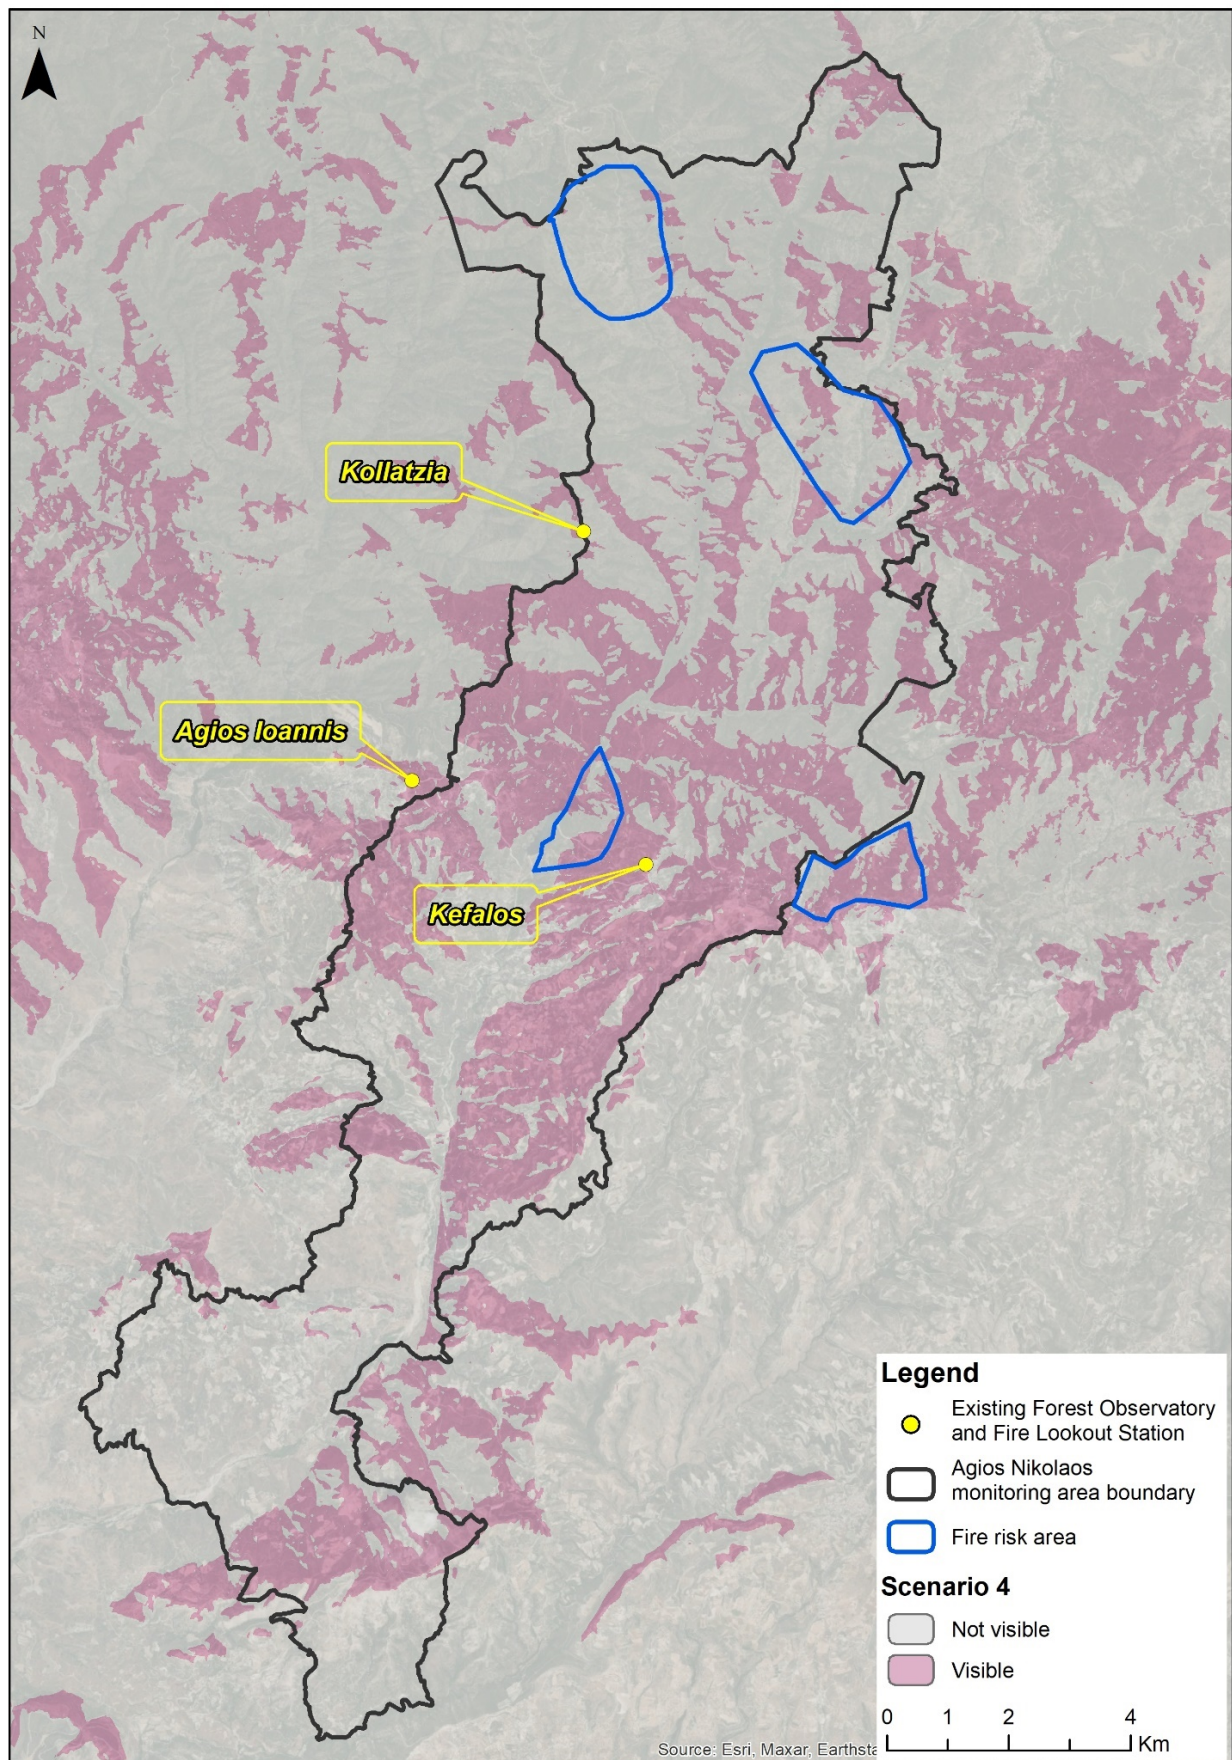 N
Kollatzia
Agios Ioannis
Kefalos
Legend
Existing Forest Observatory
and Fire Lookout Station
Agios Nikolaos
monitoring area boundary
Fire risk area
Scenario 4
Not visible
Visible
0 1 2 4
Km
Source: Esri, Maxar, Earthsta